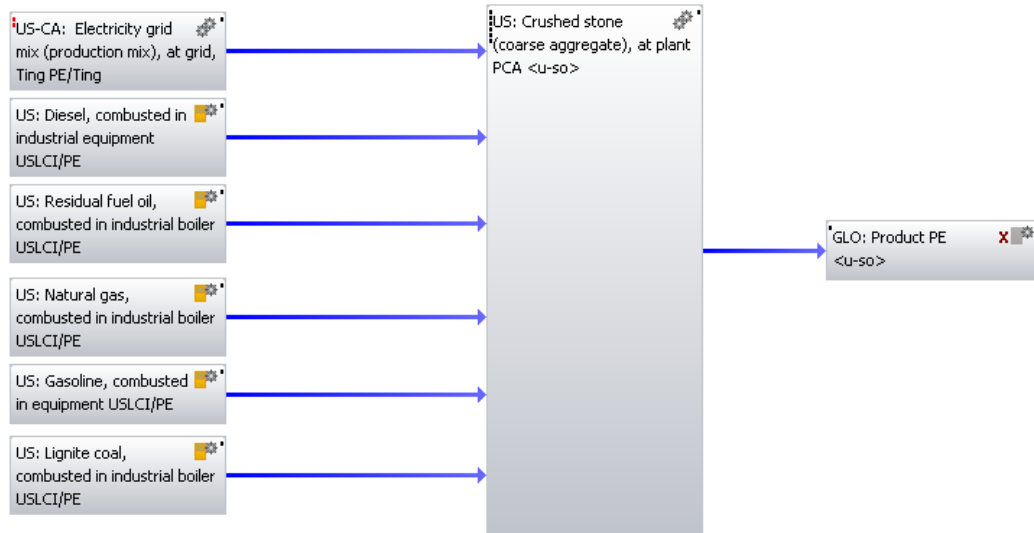 US-CA: Electricity grid
mix (production mix), at grid,
Ting PE/Ting
US: Diesel, combusted in
industrial equipment
USLCI/PE
US: Residual fuel oil,
combusted in industrial boiler
USLCI/PE
US: Natural gas,
combusted in industrial boiler
USLCI/PE
US: Gasoline, combusted
in equipment USLCI/PE
US: Lignite coal,
combusted in industrial boiler
USLCI/PE
US: Crushed stone
(coarse aggregate), at plant
PCA <u-so>
GLO: Product PE
<u-so>
X